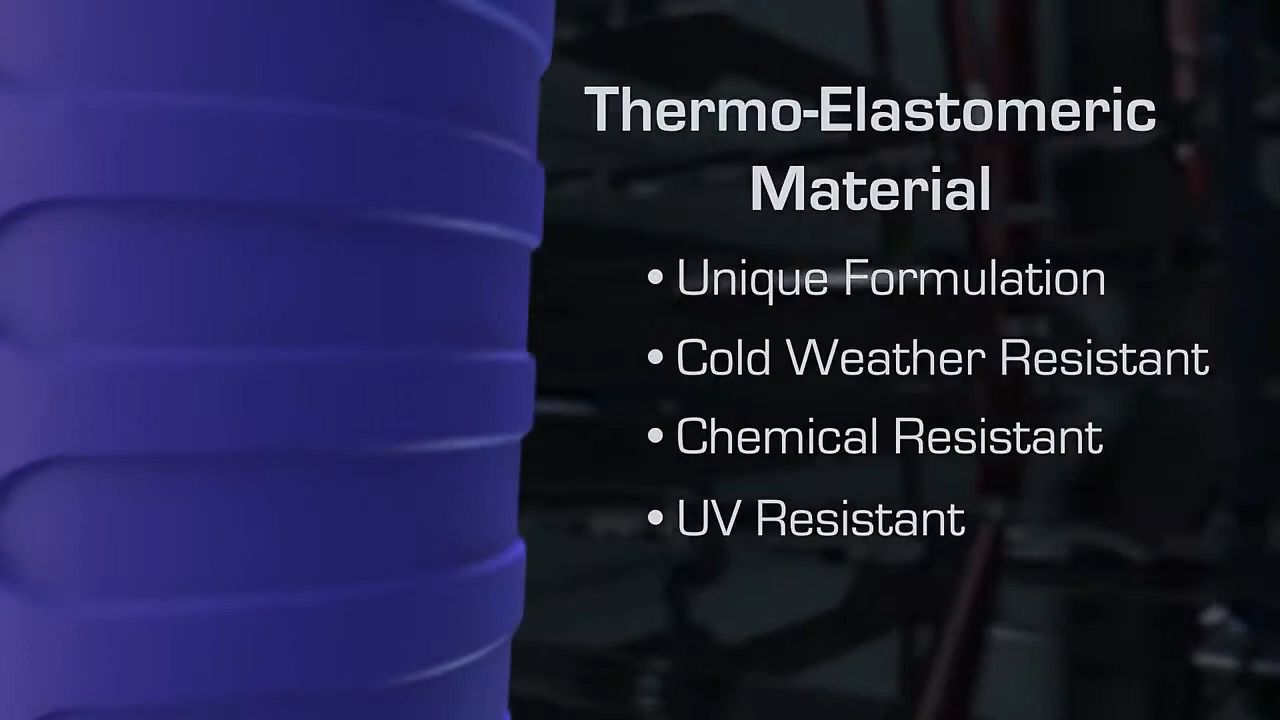 Thermo-Elastomeric
Material
• Unique Formulation
• Cold Weather Resistant
• Chemical Resistant
• UV Resistant